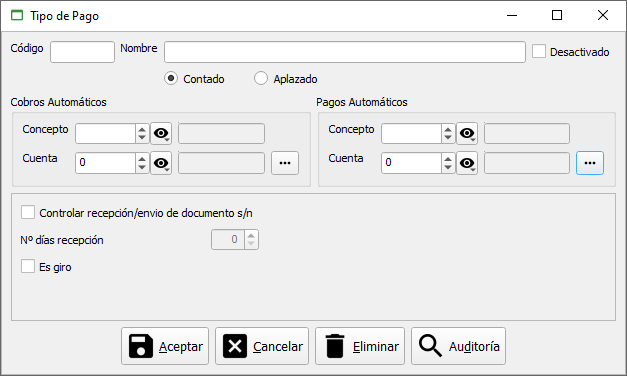 Tipo de Pago
Código Nombre Desactivado
Contado Aplazado
Cobros Automáticos Pagos Automáticos
Concepto Concepto
Cuenta 0 ... Cuenta 0 ...
Controlar recepción/envio de documento s/n
Nº días recepción 0
Es giro
Aceptar Cancelar Eliminar Auditoría